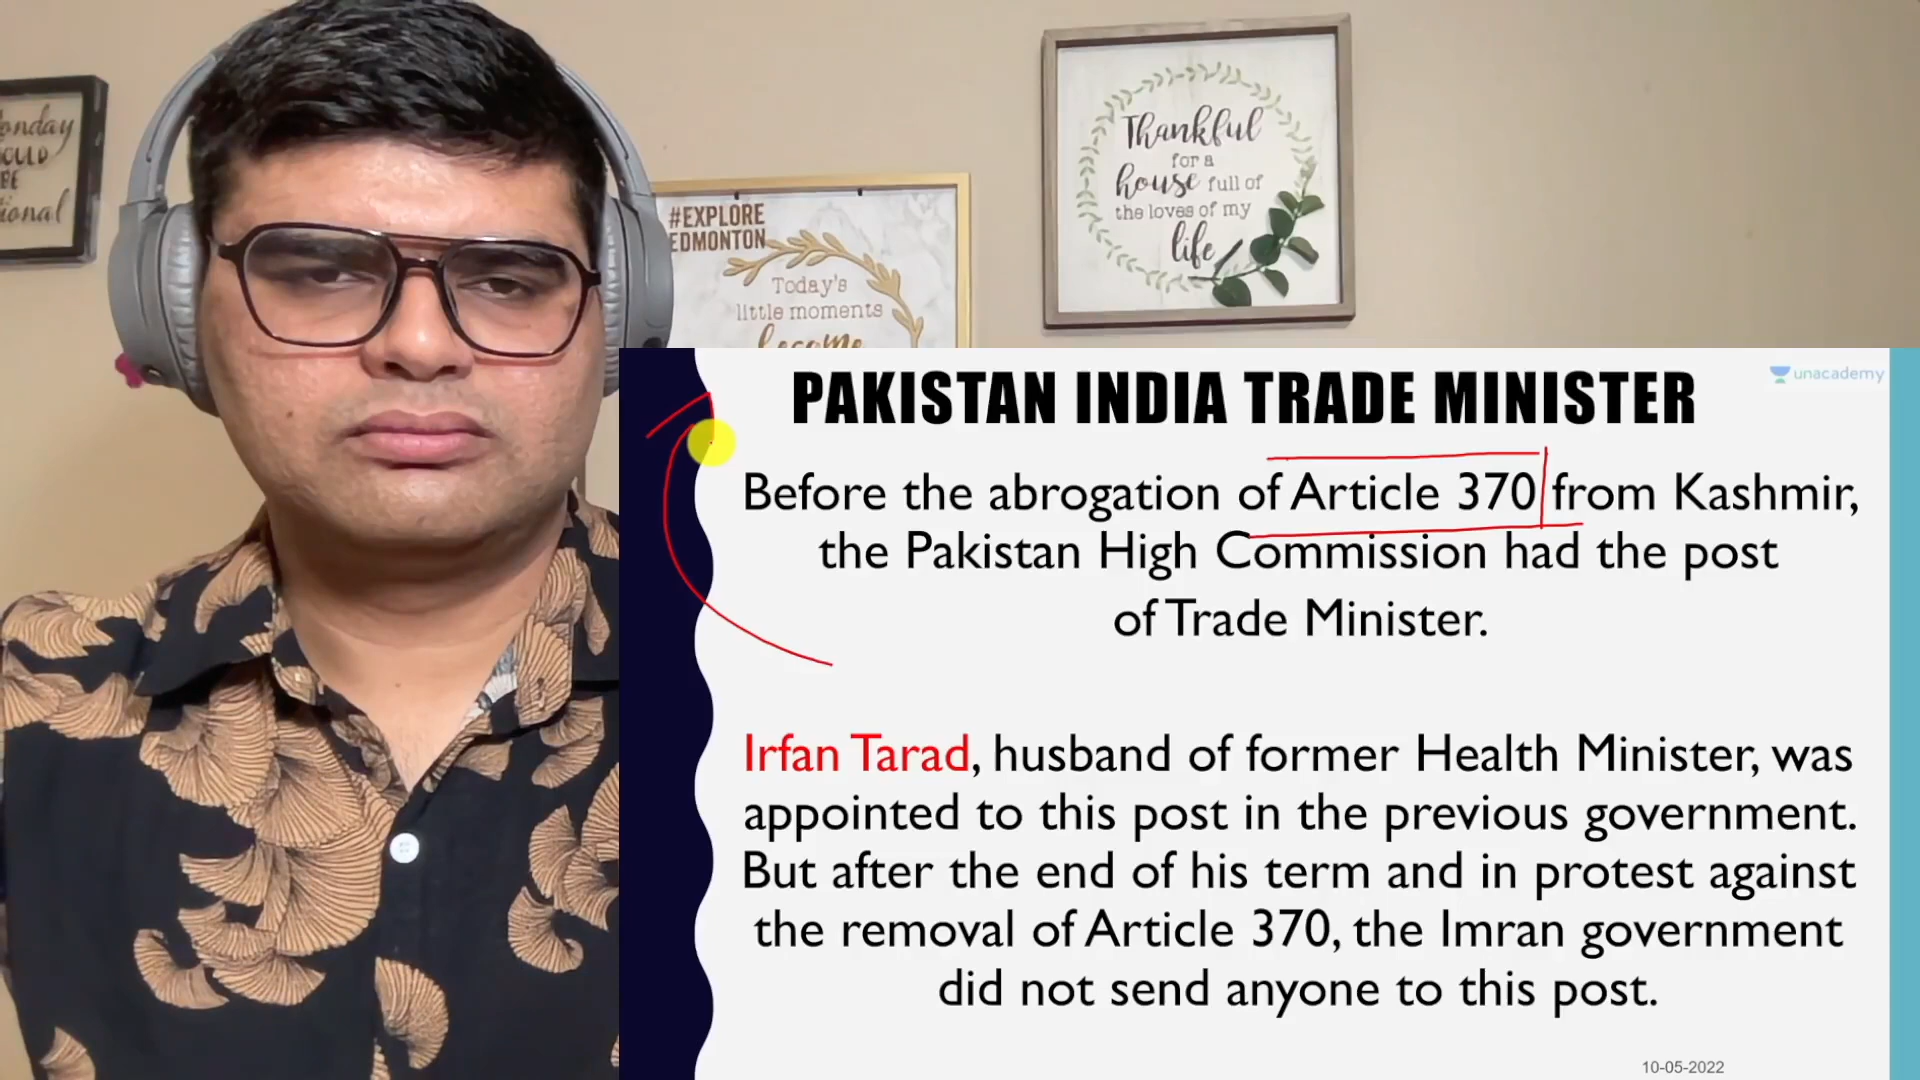 ional
#EXPLORE
EDMONTON
Today's
little moments
become
Thankful
for a
house full of
the loves of my
life
unacademy
PAKISTAN INDIA TRADE MINISTER
Before the abrogation of Article 370 from Kashmir,
the Pakistan High Commission had the post
of Trade Minister.
Irfan Tarad, husband of former Health Minister, was
appointed to this post in the previous government.
But after the end of his term and in protest against
the removal of Article 370, the Imran government
did not send anyone to this post.
10-05-2022